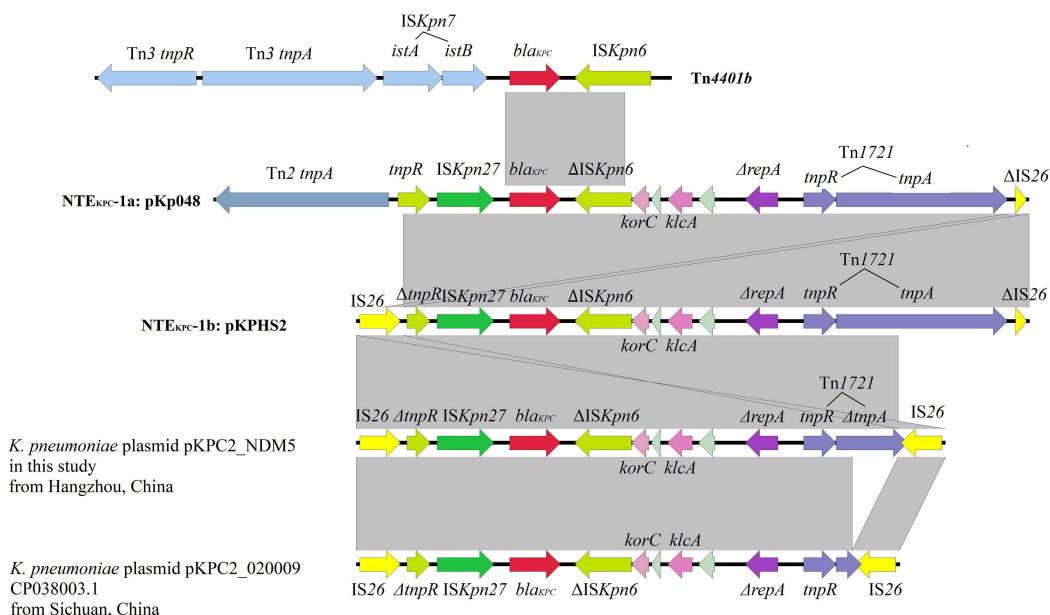 ISKpn7
Tn3 tnpR Tn3 tnpA istA istB blaKPC ISKpn6
Tn4401b
Tn1721
Tn2 tnpA tnpR ISKpn27 blaKPC ΔISKpn6 ΔrepA tnpR tnpA ΔIS26
NTEKPC-1a: pKp048
korC klcA
Tn1721
IS26 ΔtnpR ISKpn27 blaKPC ΔISKpn6 ΔrepA tnpR tnpA ΔIS26
NTEKPC-1b: pKPHS2
korC klcA
Tn1721
IS26 ΔtnpR ISKpn27 blaKPC ΔISKpn6 ΔrepA tnpR ΔtnpA IS26
K. pneumoniae plasmid pKPC2_NDM5
in this study
from Hangzhou, China
korC klcA
korC klcA
K. pneumoniae plasmid pKPC2_020009
CP038003.1
from Sichuan, China
IS26 ΔtnpR ISKpn27 blaKPC ΔISKpn6 ΔrepA tnpR IS26